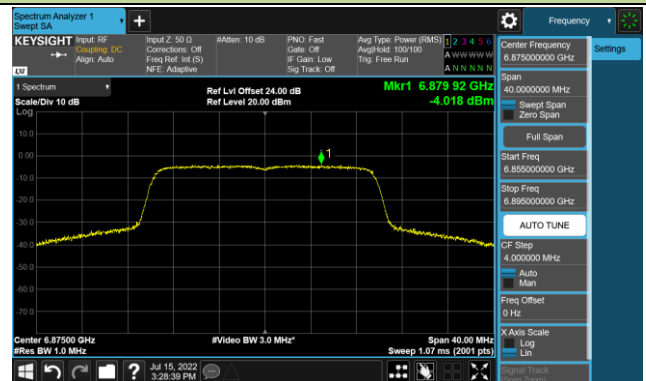 Spectrum Analyzer 1
Swept SA
Frequency
KEYSIGHT
Input: RF
Coupling: DC
Align: Auto
Input Z: 50 Ω
Corrections: Off
Freq Ref: Int (S)
NFE: Adaptive
#Atten: 10 dB
PNO: Fast
Gate: Off
IF Gain: Low
Sig Track: Off
Avg Type: Power (RMS)
Avg|Hold: 100/100
Trig: Free Run
1 2 3 4 5 6
A W W W W W
A N N N N N
LXI
1 Spectrum
Scale/Div 10 dB
Log
Ref Lvl Offset 24.00 dB
Ref Level 20.00 dBm
Mkr1 6.879 92 GHz
-4.018 dBm
1
10.0
0.00
-10.0
-20.0
-30.0
-40.0
-50.0
-60.0
-70.0
Center 6.87500 GHz
#Res BW 1.0 MHz
#Video BW 3.0 MHz*
Span 40.00 MHz
Sweep 1.07 ms (2001 pts)
Jul 15, 2022
3:28:39 PM
Center Frequency
6.875000000 GHz
Settings
Span
40.0000000 MHz
Swept Span
Zero Span
Full Span
Start Freq
6.855000000 GHz
Stop Freq
6.895000000 GHz
AUTO TUNE
CF Step
4.000000 MHz
Auto
Man
Freq Offset
0 Hz
X Axis Scale
Log
Lin
Signal Track
(Span Zoom)